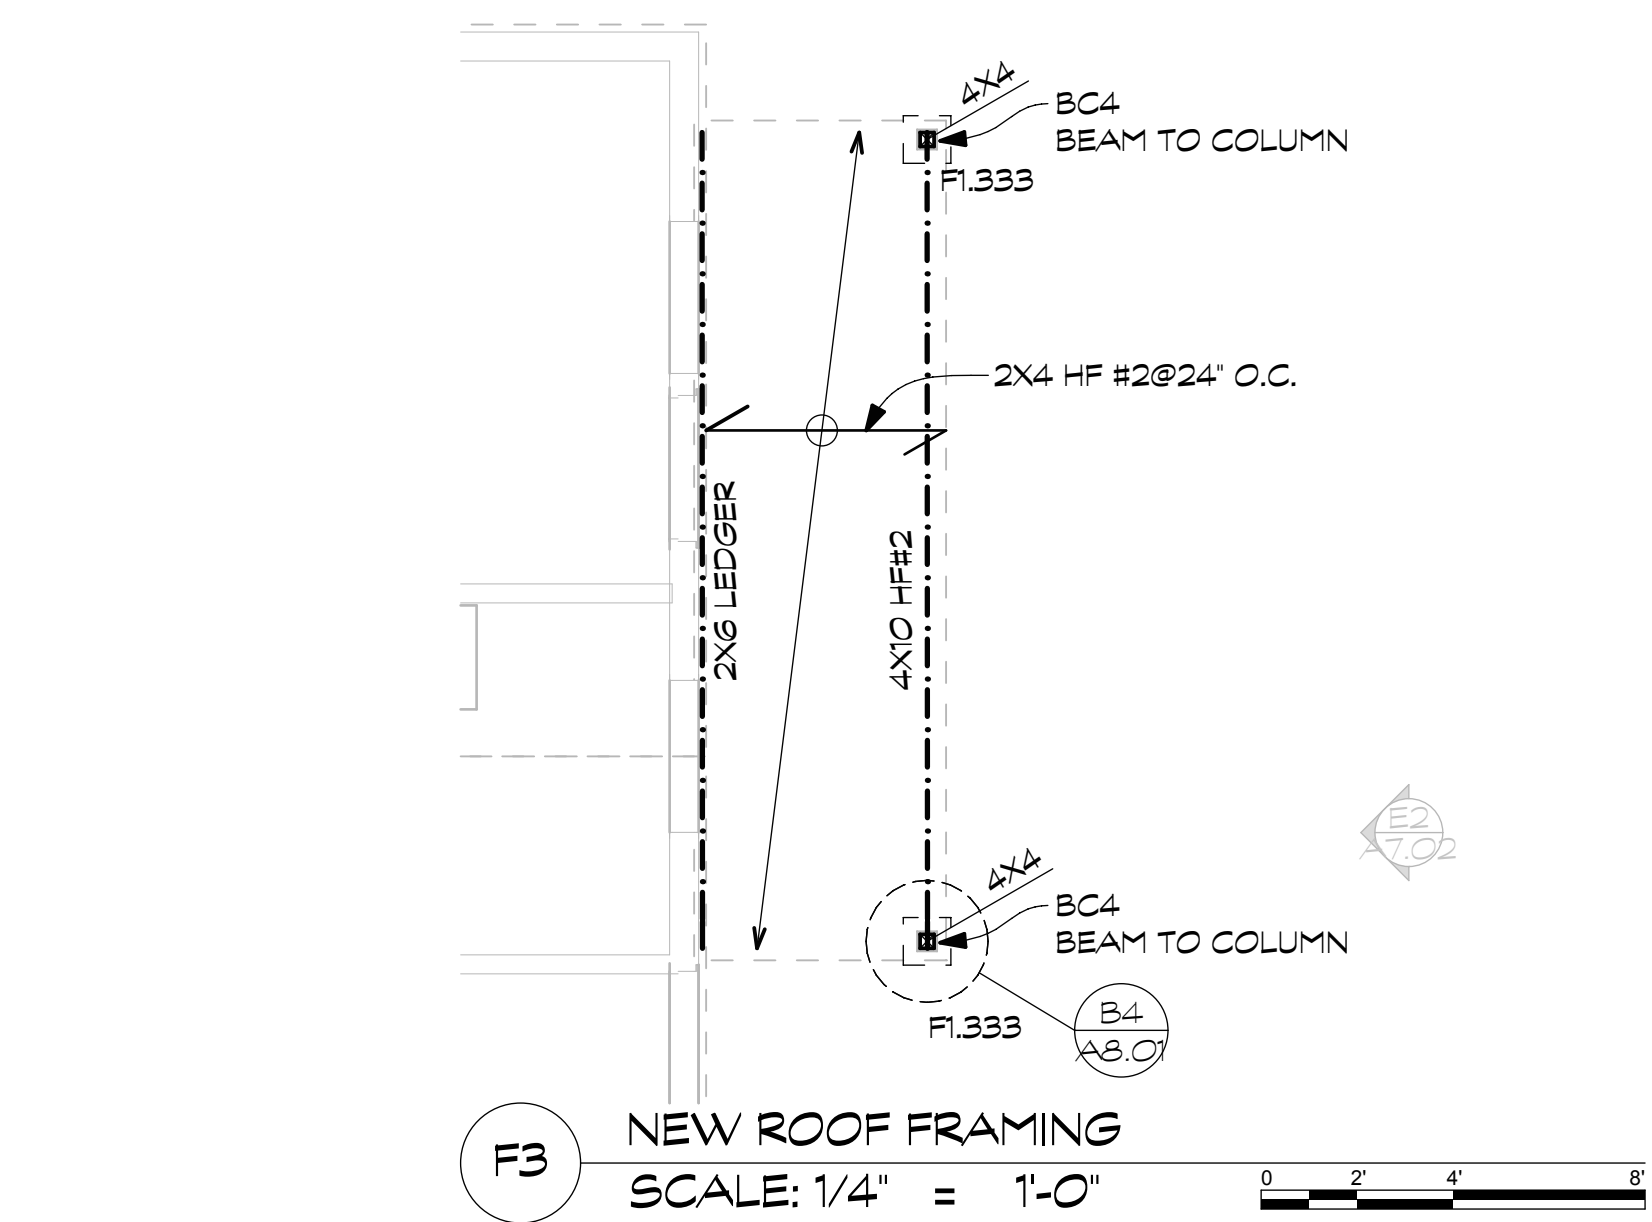 4X4
BC4
BEAM TO COLUMN
F1.333
2X4 HF #2@24" O.C.
2X6 LEDGER
4X10 HF#2
E2
A7.02
4X4
BC4
BEAM TO COLUMN
F1.333
B4
A8.01
F3
NEW ROOF FRAMING
SCALE: 1/4" = 1'-0"
0 2' 4' 8'